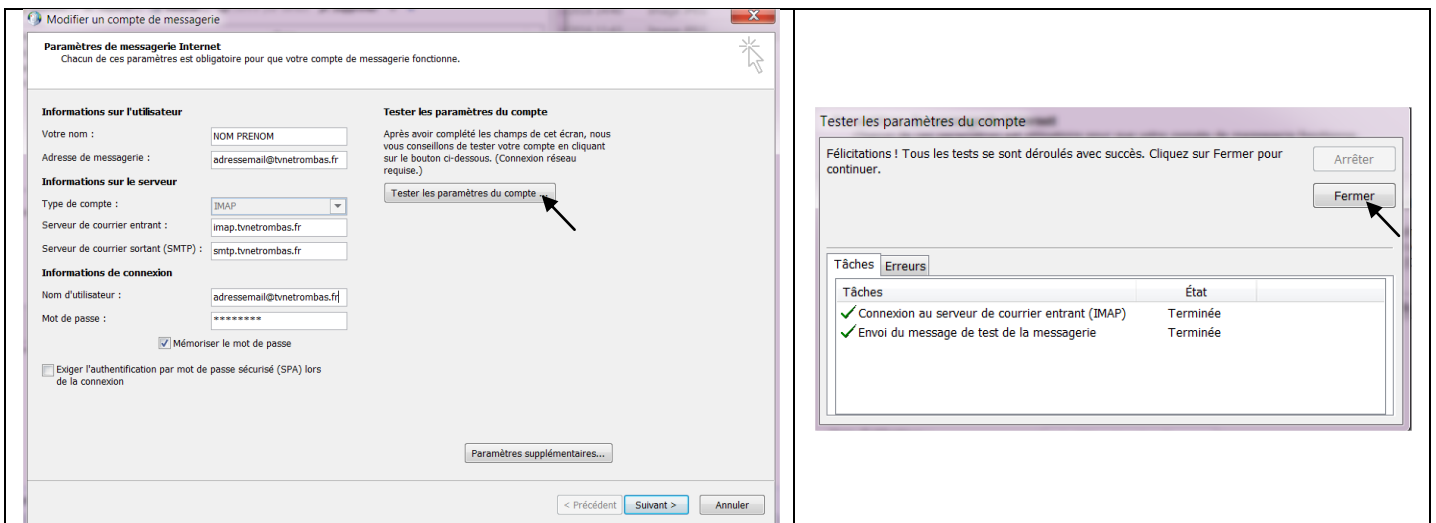 Modifier un compte de messagerie
Paramètres de messagerie Internet
Chacun de ces paramètres est obligatoire pour que votre compte de messagerie fonctionne.
Informations sur l'utilisateur
Votre nom :
NOM PRENOM
Adresse de messagerie :
adressemail@tvnetrombas.fr
Informations sur le serveur
Type de compte :
IMAP
Serveur de courrier entrant :
imap.tvnetrombas.fr
Serveur de courrier sortant (SMTP) :
smtp.tvnetrombas.fr
Informations de connexion
Nom d'utilisateur :
adressemail@tvnetrombas.fr
Mot de passe :
********
Mémoriser le mot de passe
Exiger l'authentification par mot de passe sécurisé (SPA) lors
de la connexion
Tester les paramètres du compte
Après avoir complété les champs de cet écran, nous
vous conseillons de tester votre compte en cliquant
sur le bouton ci-dessous. (Connexion réseau
requise.)
Tester les paramètres du compte ...
Paramètres supplémentaires...
< Précédent
Suivant >
Annuler
Tester les paramètres du compte
Félicitations ! Tous les tests se sont déroulés avec succès. Cliquez sur Fermer pour
continuer.
Arrêter
Fermer
Tâches
Erreurs
Tâches
État
Connexion au serveur de courrier entrant (IMAP)
Terminée
Envoi du message de test de la messagerie
Terminée